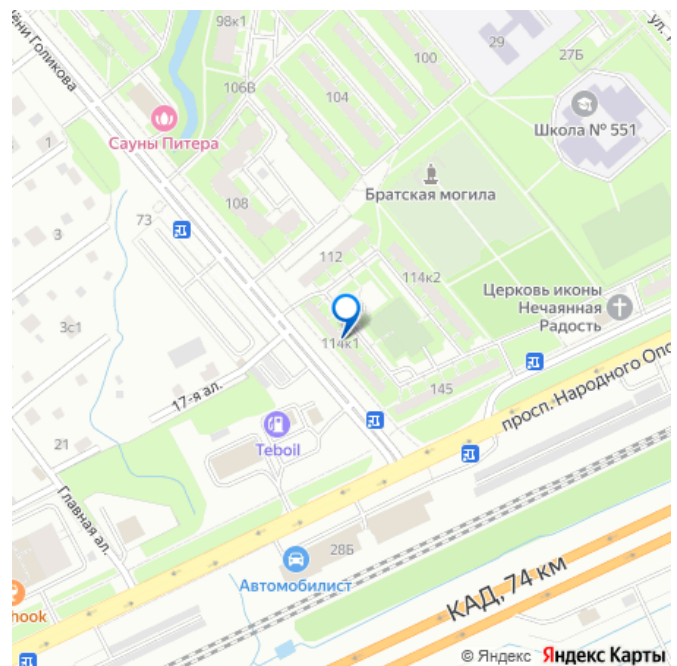 98к1
ени Голикова
106В
100
29
27Б
ул.
104
Школа № 551
Сауны Питера
1
Братская могила
108
73
3
112
114к2
Церковь иконы
Нечаянная
Радость
3с1
114к1
17-я ал.
145
просп. Народного Опо
21
Teboil
Главная ал.
28Б
Автомобилист
КАД, 74 км
hook
© Яндекс Яндекс Карты